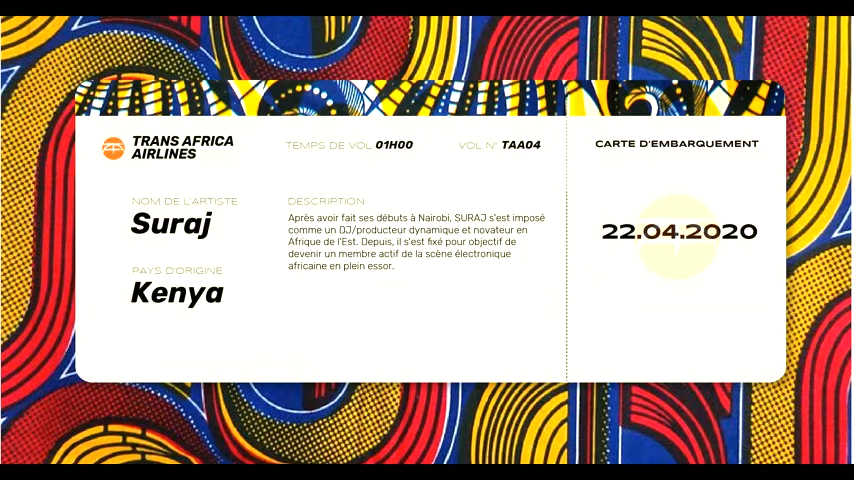 TRANS AFRICA
AIRLINES
TEMPS DE VOL 01H00
VOL N° TAA04
CARTE D'EMBARQUEMENT
NOM DE L'ARTISTE
Suraj
PAYS D'ORIGINE
Kenya
DESCRIPTION
Après avoir fait ses débuts à Nairobi, SURAJ s'est imposé
comme un DJ/producteur dynamique et novateur en
Afrique de l'Est. Depuis, il s'est fixé pour objectif de
devenir un membre actif de la scène électronique
africaine en plein essor.
22.04.2020